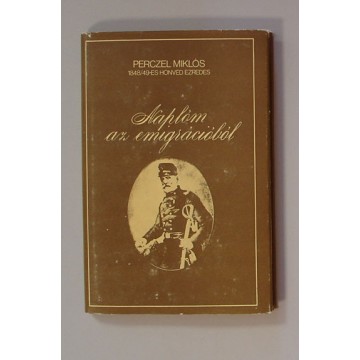 PERCZEL MIKLÓS
1848/49-ES HONVÉD EZREDES
Naplóm
az emigrációból